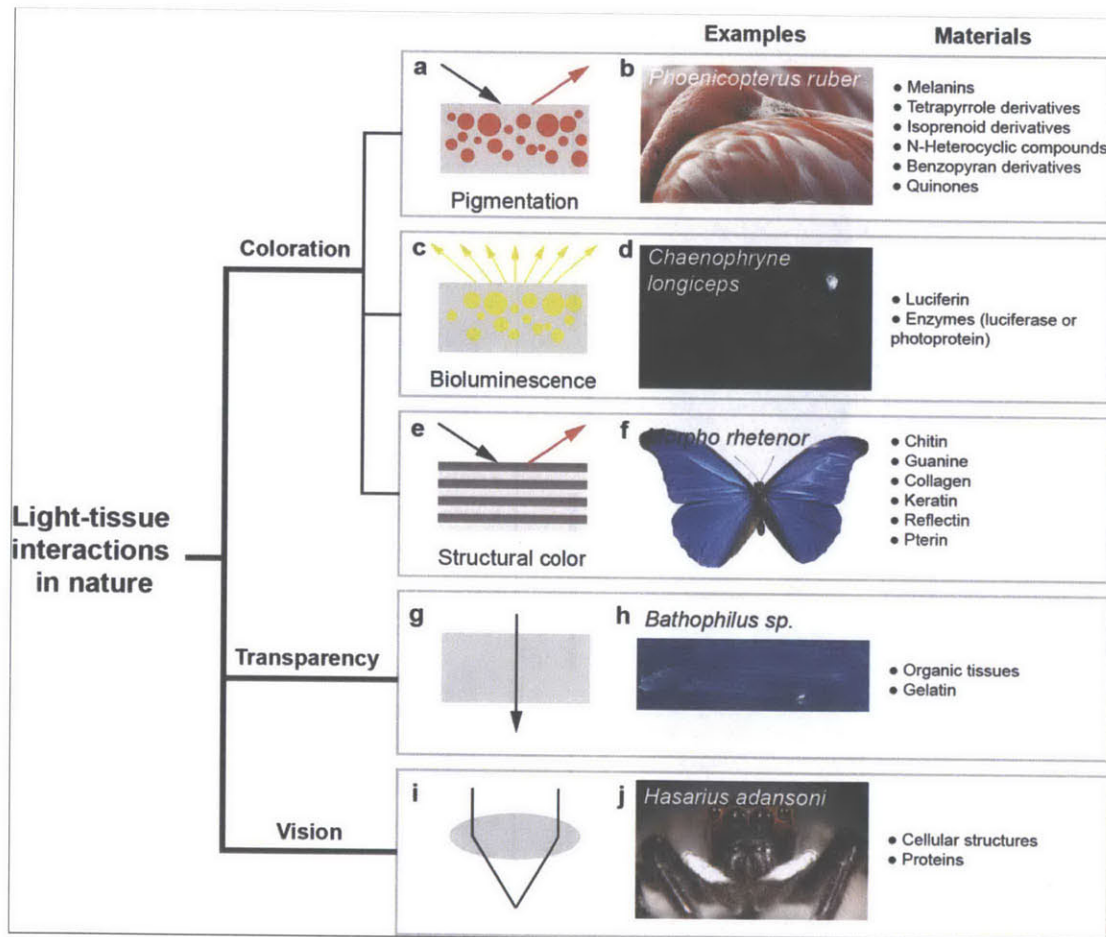 Examples
Materials
a
b
Phoenicopterus ruber
Pigmentation
● Melanins
● Tetrapyrrole derivatives
● Isoprenoid derivatives
● N-Heterocyclic compounds
● Benzopyran derivatives
● Quinones
Coloration
c
d
Chaenophryne
longiceps
Bioluminescence
● Luciferin
● Enzymes (luciferase or
photoprotein)
e
f
Morpho rhetenor
Structural color
● Chitin
● Guanine
● Collagen
● Keratin
● Reflectin
● Pterin
Light-tissue
interactions
in nature
Transparency
g
h
Bathophilus sp.
● Organic tissues
● Gelatin
Vision
i
j
Hasarius adansoni
● Cellular structures
● Proteins